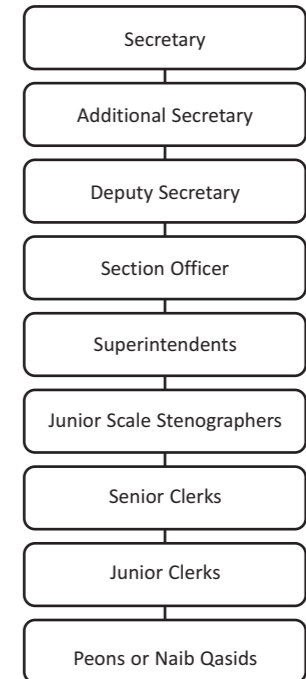 Secretary
Additional Secretary
Deputy Secretary
Section Officer
Superintendents
Junior Scale Stenographers
Senior Clerks
Junior Clerks
Peons or Naib Qasids